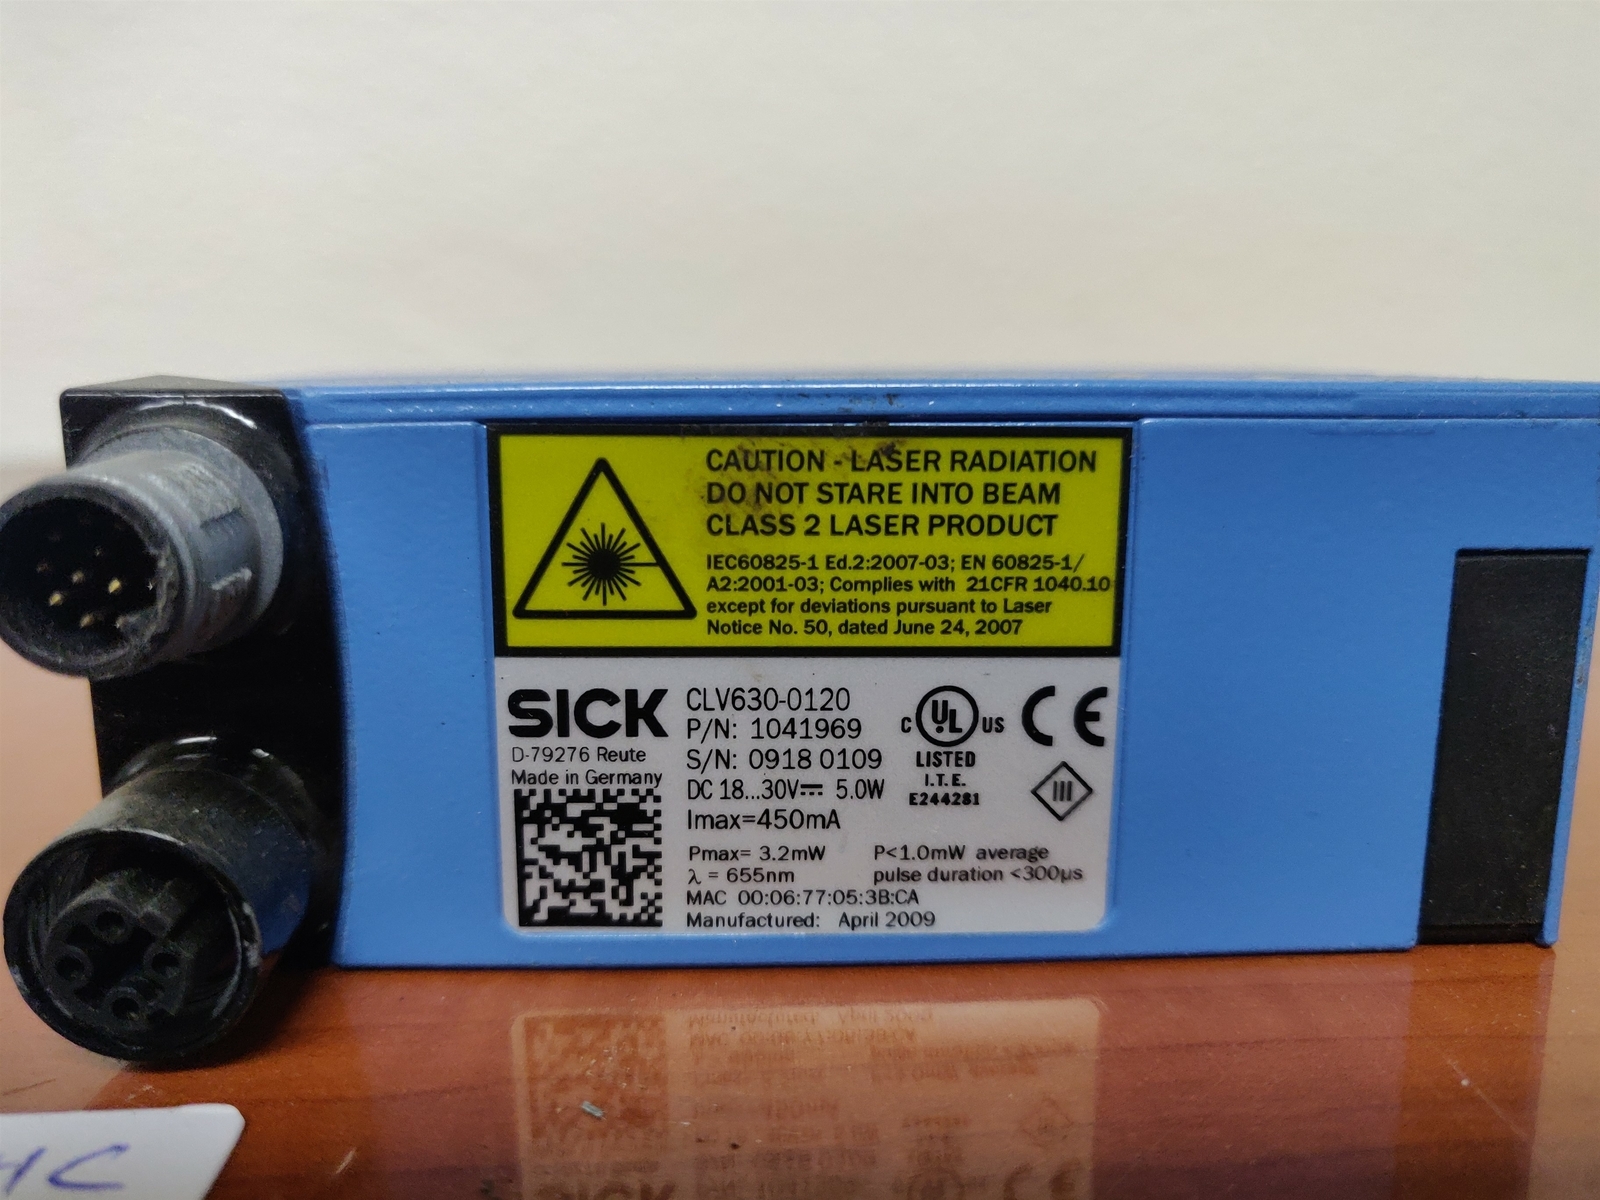 CAUTION - LASER RADIATION
DO NOT STARE INTO BEAM
CLASS 2 LASER PRODUCT
IEC60825-1 Ed.2:2007-03; EN 60825-1/
A2:2001-03; Complies with 21CFR 1040.10
except for deviations pursuant to Laser
Notice No. 50, dated June 24, 2007
SICK
D-79276 Reute
Made in Germany
CLV630-0120
P/N: 1041969
S/N: 0918 0109
DC 18...30V⎓ 5.0W
Imax=450mA
C UL US
LISTED
I.T.E.
E244281
CE
III
Pmax= 3.2mW P<1.0mW average
λ = 655nm pulse duration <300µs
MAC 00:06:77:05:3B:CA
Manufactured: April 2009